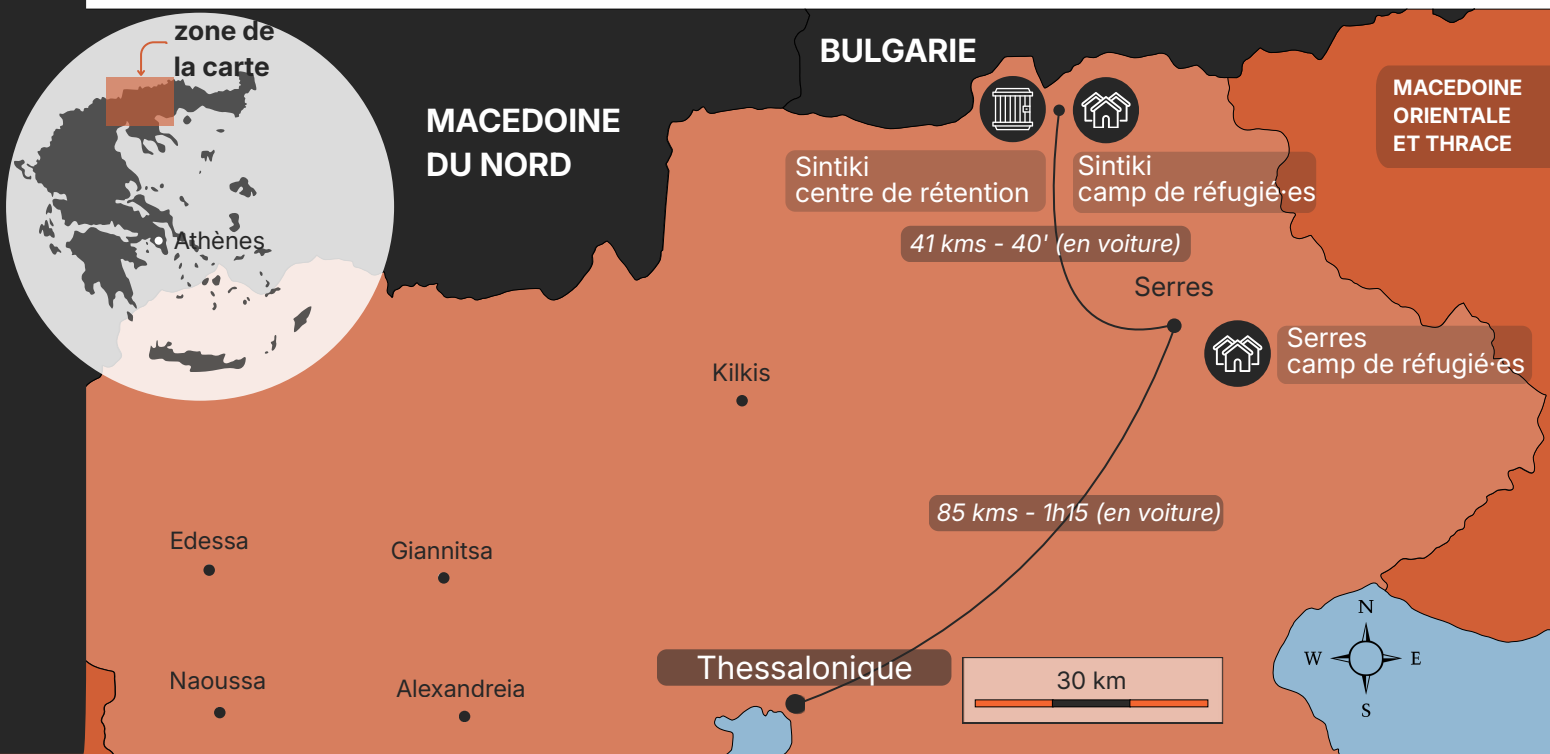 zone de
la carte
Athènes
MACEDOINE
DU NORD
BULGARIE
MACEDOINE
ORIENTALE
ET THRACE
Sintiki
centre de rétention
Sintiki
camp de réfugié·es
41 kms - 40' (en voiture)
Serres
Serres
camp de réfugié·es
Kilkis
85 kms - 1h15 (en voiture)
Edessa
Giannitsa
Naoussa
Alexandreia
Thessalonique
30 km
N
W
E
S